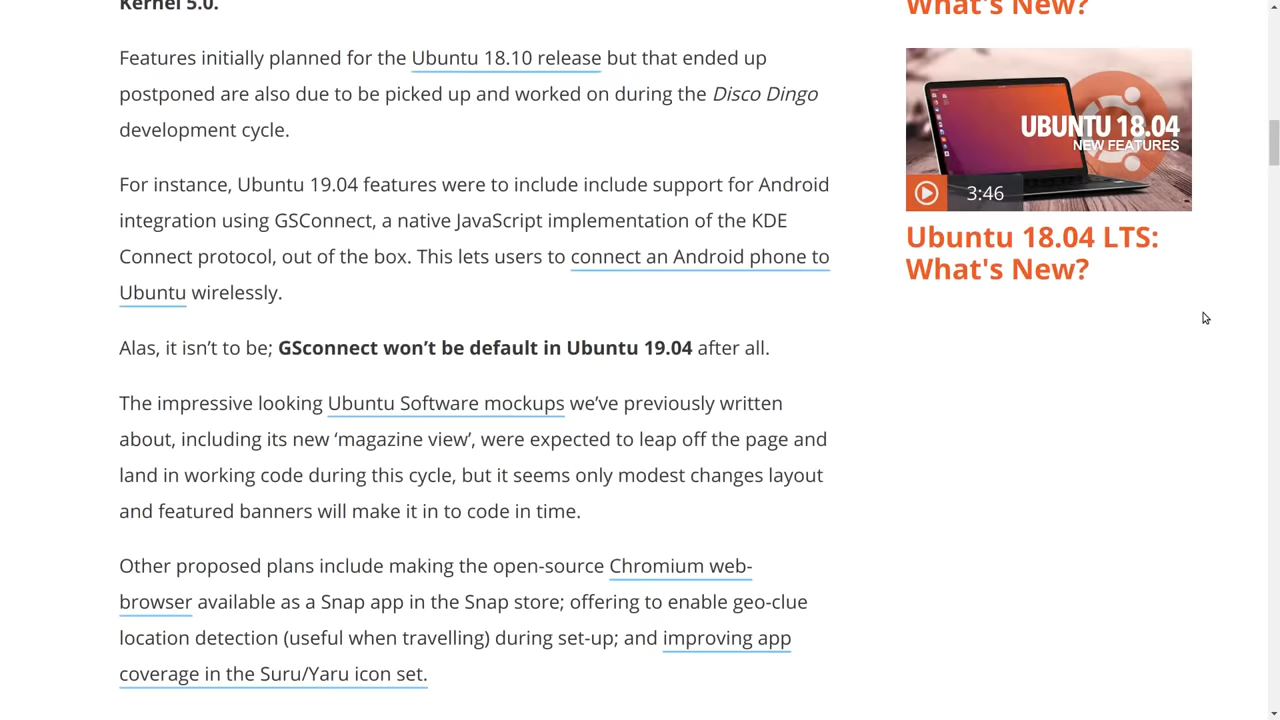 Kernel 5.0.
Features initially planned for the Ubuntu 18.10 release but that ended up
postponed are also due to be picked up and worked on during the Disco Dingo
development cycle.
For instance, Ubuntu 19.04 features were to include include support for Android
integration using GSConnect, a native JavaScript implementation of the KDE
Connect protocol, out of the box. This lets users to connect an Android phone to
Ubuntu wirelessly.
Alas, it isn’t to be; GSconnect won’t be default in Ubuntu 19.04 after all.
The impressive looking Ubuntu Software mockups we’ve previously written
about, including its new ‘magazine view’, were expected to leap off the page and
land in working code during this cycle, but it seems only modest changes layout
and featured banners will make it in to code in time.
Other proposed plans include making the open-source Chromium web-
browser available as a Snap app in the Snap store; offering to enable geo-clue
location detection (useful when travelling) during set-up; and improving app
coverage in the Suru/Yaru icon set.
What's New?
UBUNTU 18.04
NEW FEATURES
3:46
Ubuntu 18.04 LTS:
What's New?